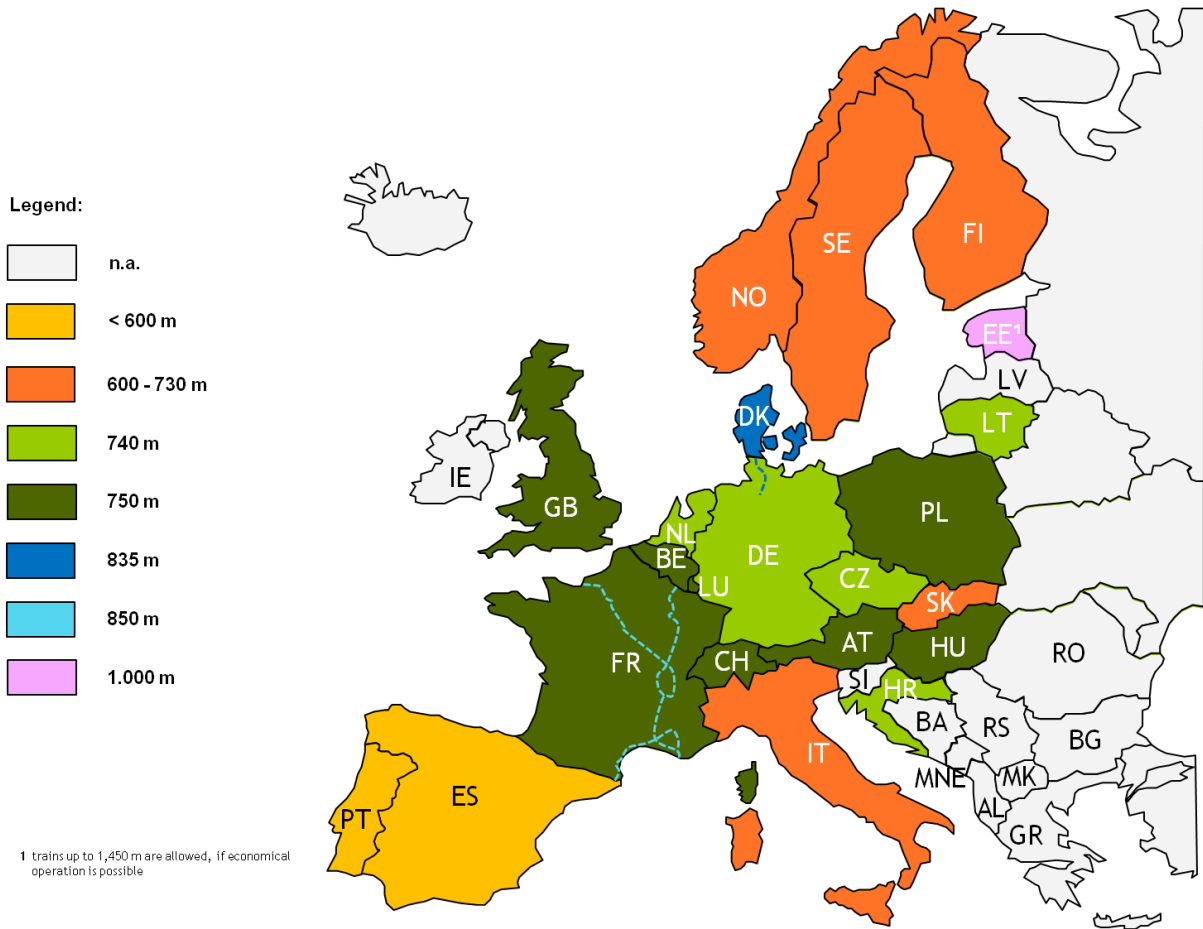 Legend:
n.a.
< 600 m
600 - 730 m
740 m
750 m
835 m
850 m
1.000 m
1 trains up to 1,450 m are allowed, if economical
operation is possible
NO
SE
FI
EE¹
LV
LT
DK
IE
GB
NL
BE
LU
DE
PL
CZ
SK
FR
CH
AT
HU
SI
HR
RO
BA
RS
BG
IT
MNE
MK
AL
GR
PT
ES